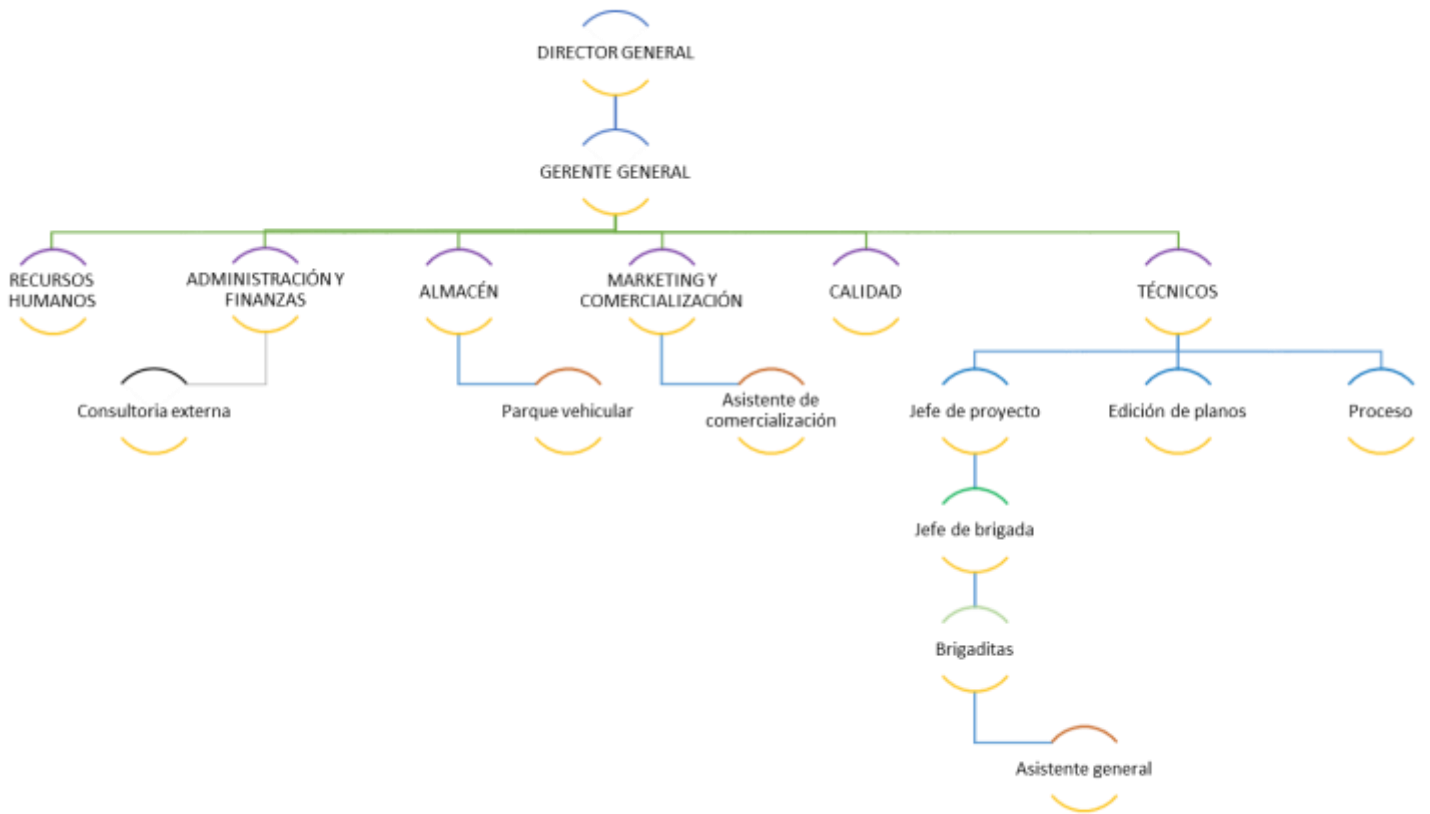 DIRECTOR GENERAL
GERENTE GENERAL
RECURSOS
HUMANOS
ADMINISTRACIÓN Y
FINANZAS
ALMACÉN
MARKETING Y
COMERCIALIZACIÓN
CALIDAD
TÉCNICOS
Consultoria externa
Parque vehicular
Asistente de
comercialización
Jefe de proyecto
Edición de planos
Proceso
Jefe de brigada
Brigaditas
Asistente general